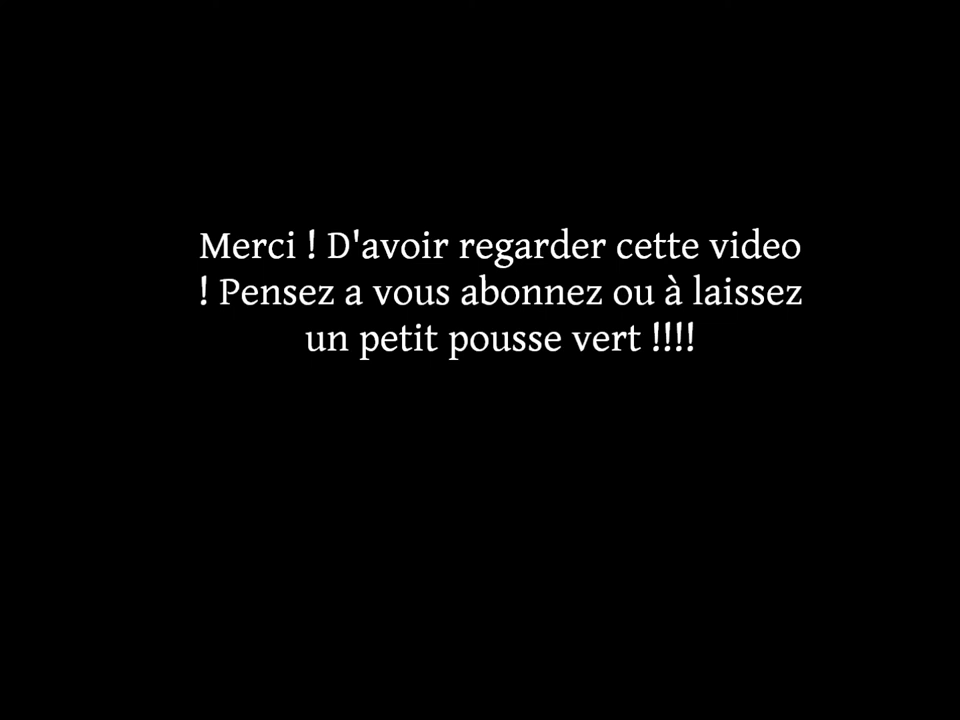 Merci ! D'avoir regarder cette video
! Pensez a vous abonnez ou à laissez
un petit pousse vert !!!!